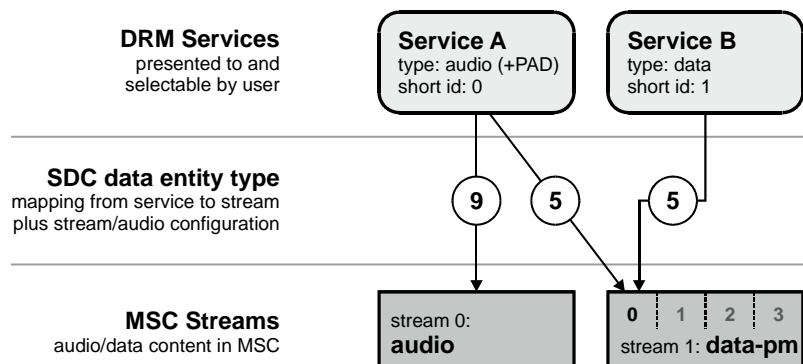 DRM Services
presented to and
selectable by user
Service A
type: audio (+PAD)
short id: 0
Service B
type: data
short id: 1
SDC data entity type
mapping from service to stream
plus stream/audio configuration
9
5
5
MSC Streams
audio/data content in MSC
stream 0:
audio
0 1 2 3
stream 1: data-pm